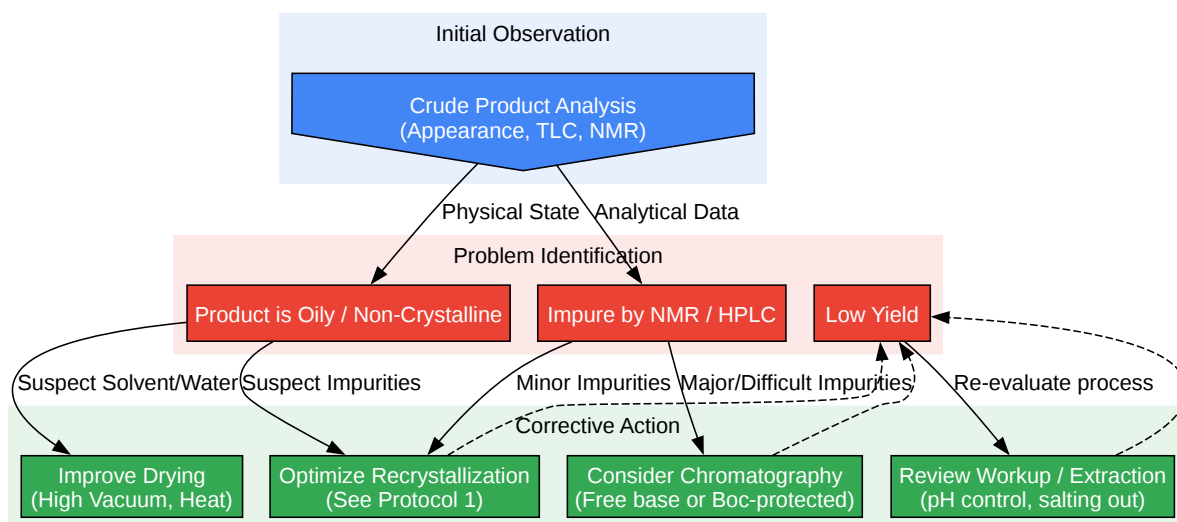 Initial Observation
Crude Product Analysis
(Appearance, TLC, NMR)
Physical State
Analytical Data
Problem Identification
Product is Oily / Non-Crystalline
Impure by NMR / HPLC
Low Yield
Suspect Solvent/Water
Suspect Impurities
Minor Impurities
Major/Difficult Impurities
Re-evaluate process
Corrective Action
Improve Drying
(High Vacuum, Heat)
Optimize Recrystallization
(See Protocol 1)
Consider Chromatography
(Free base or Boc-protected)
Review Workup / Extraction
(pH control, salting out)